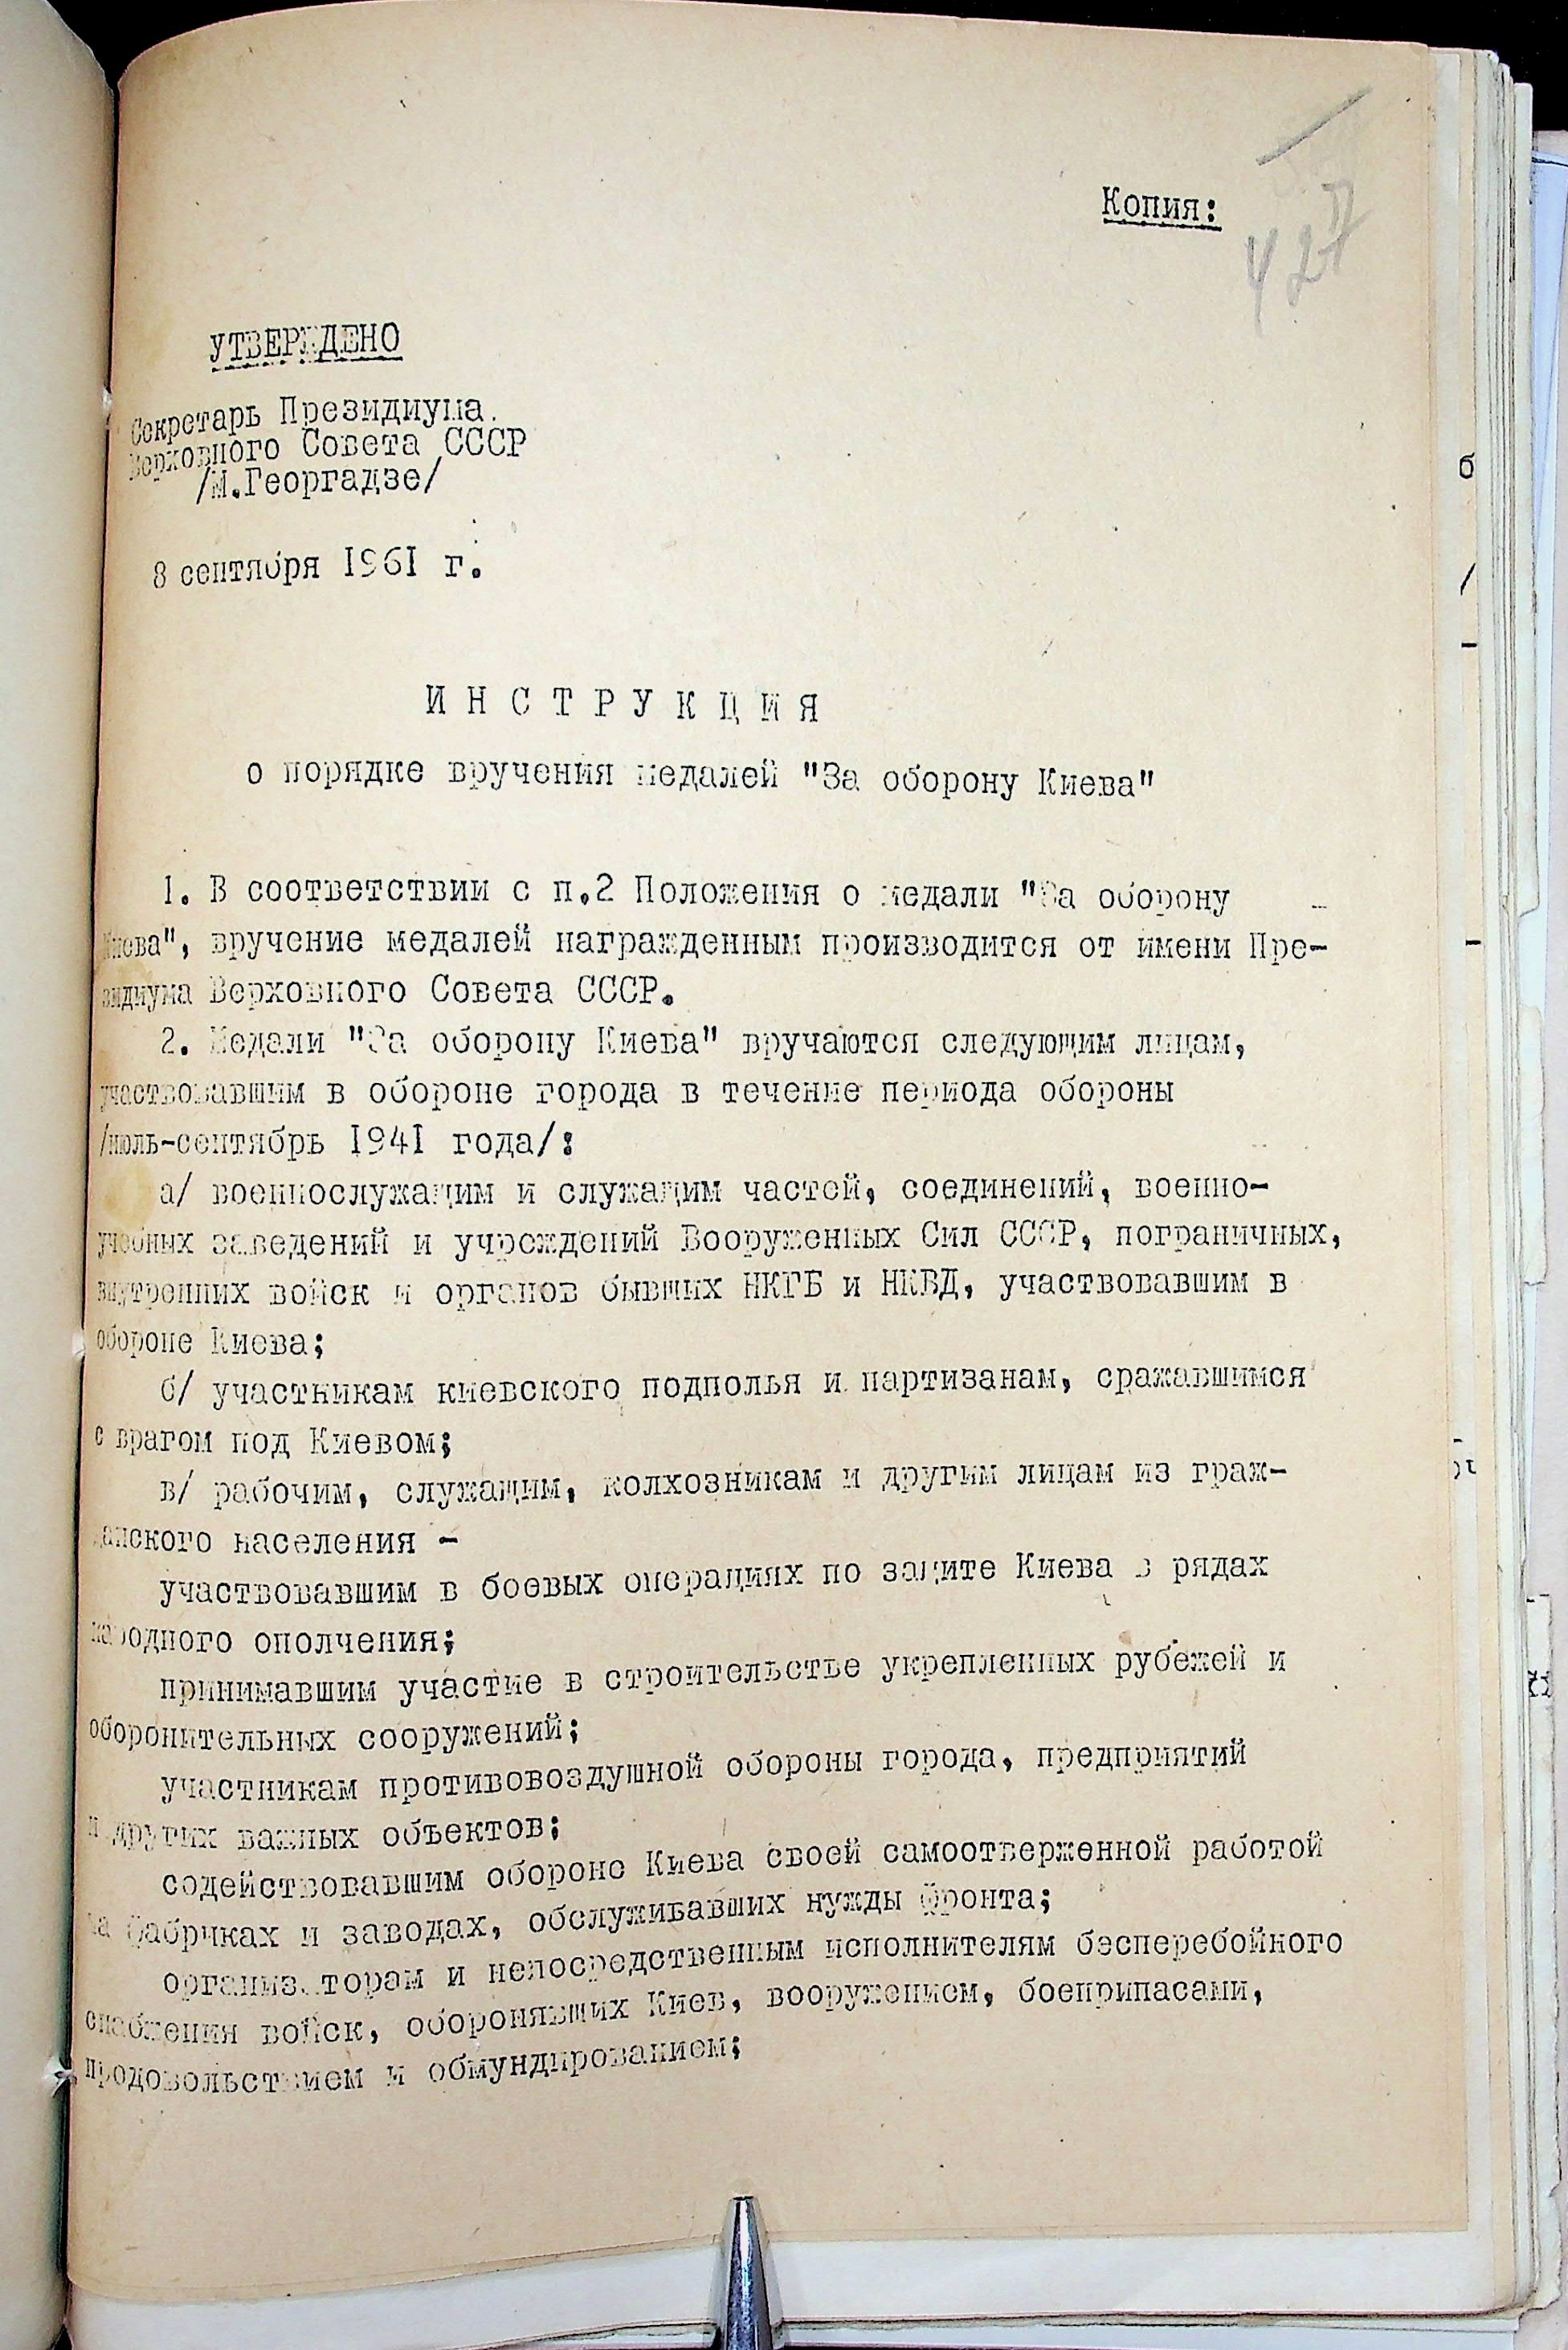 Копия:
427
УТВЕРЖДЕНО
Секретарь Президиума
Верховного Совета СССР
/М.Георгадзе/
8 сентября 1961 г.
ИНСТРУКЦИЯ
о порядке вручения медалей "За оборону Киева"
1. В соответствии с п.2 Положения о медали "За оборону
Киева", вручение медалей награжденным производится от имени Пре-
зидиума Верховного Совета СССР.
2. Медали "За оборону Киева" вручаются следующим лицам,
участвовавшим в обороне города в течение периода обороны
/июль-сентябрь 1941 года/:
а/ военнослужащим и служащим частей, соединений, военно-
учебных заведений и учреждений Вооруженных Сил СССР, пограничных,
внутренних войск и органов бывших НКГБ и НКВД, участвовавшим в
обороне Киева;
б/ участникам киевского подполья и партизанам, сражавшимся
с врагом под Киевом;
в/ рабочим, служащим, колхозникам и другим лицам из граж-
данского населения -
участвовавшим в боевых операциях по защите Киева в рядах
народного ополчения;
принимавшим участие в строительстве укрепленных рубежей и
оборонительных сооружений;
участникам противовоздушной обороны города, предприятий
и других важных объектов;
содействовавшим обороне Киева своей самоотверженной работой
на фабриках и заводах, обслуживавших нужды фронта;
организаторам и непосредственным исполнителям бесперебойного
снабжения войск, оборонявших Киев, вооружением, боеприпасами,
продовольствием и обмундированием;